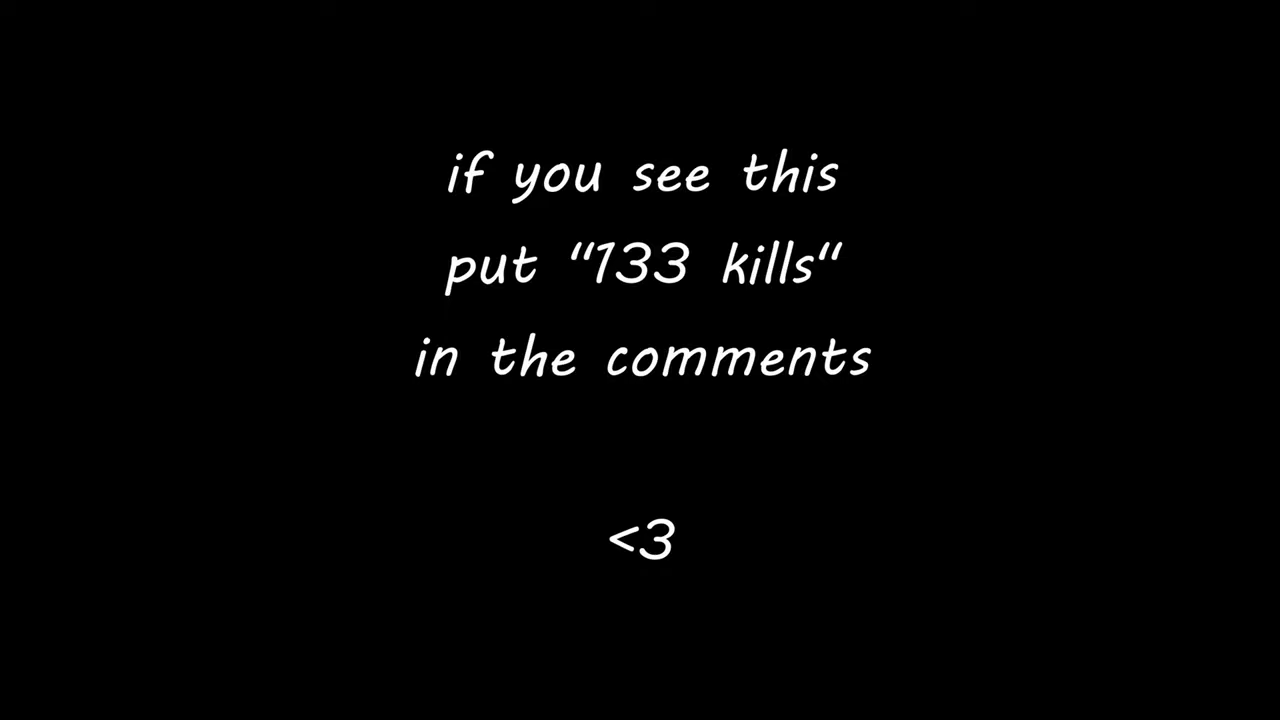 if you see this
put "133 kills"
in the comments
<3